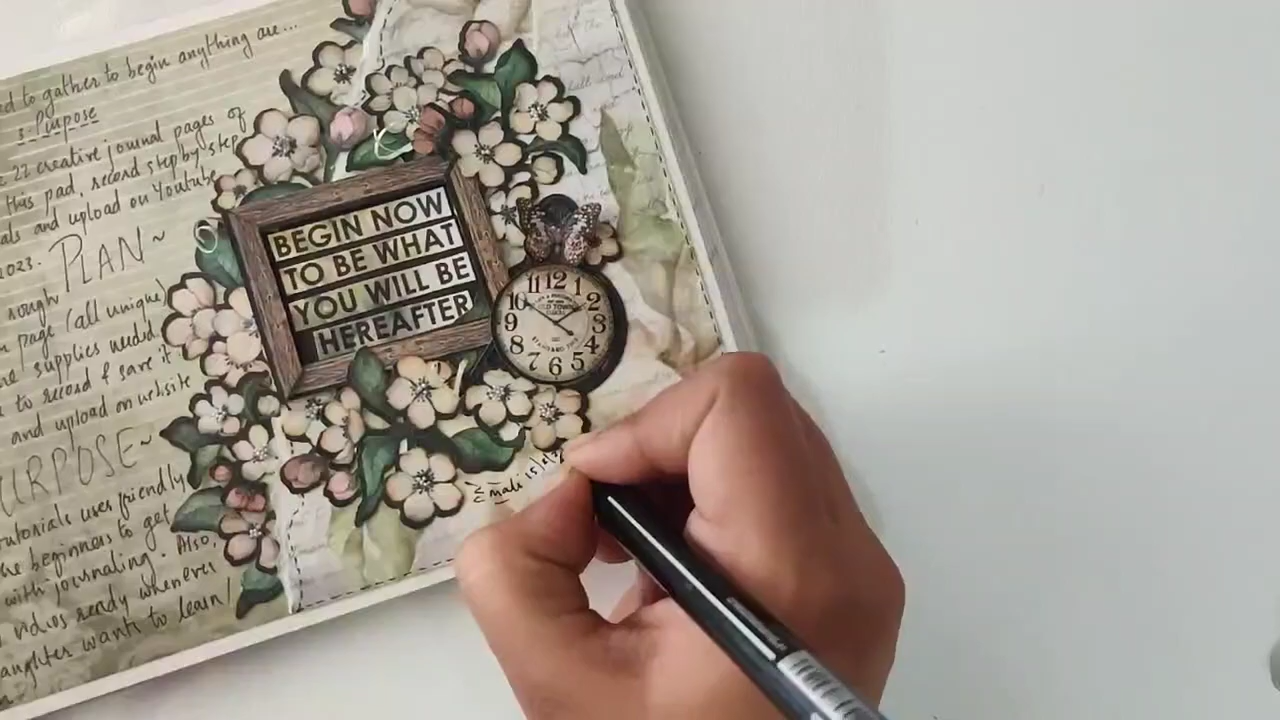 ed to gather to begin anything are...
s Purpose
e 22 creative journal pages of
this pad, record step by step
als and upload on Youtube
2023.
PLAN ~
rough
n page (all unique)
supplies needed.
to record & save it
and upload on website
URPOSE ~
tutorials uses friendly
beginners to get
with journaling. Also,
videos ready whenever
aughter wants to learn!
BEGIN NOW
TO BE WHAT
YOU WILL BE
HEREAFTER
11 12 1
10 2
9 3
8 4
7 6 5
mali 15